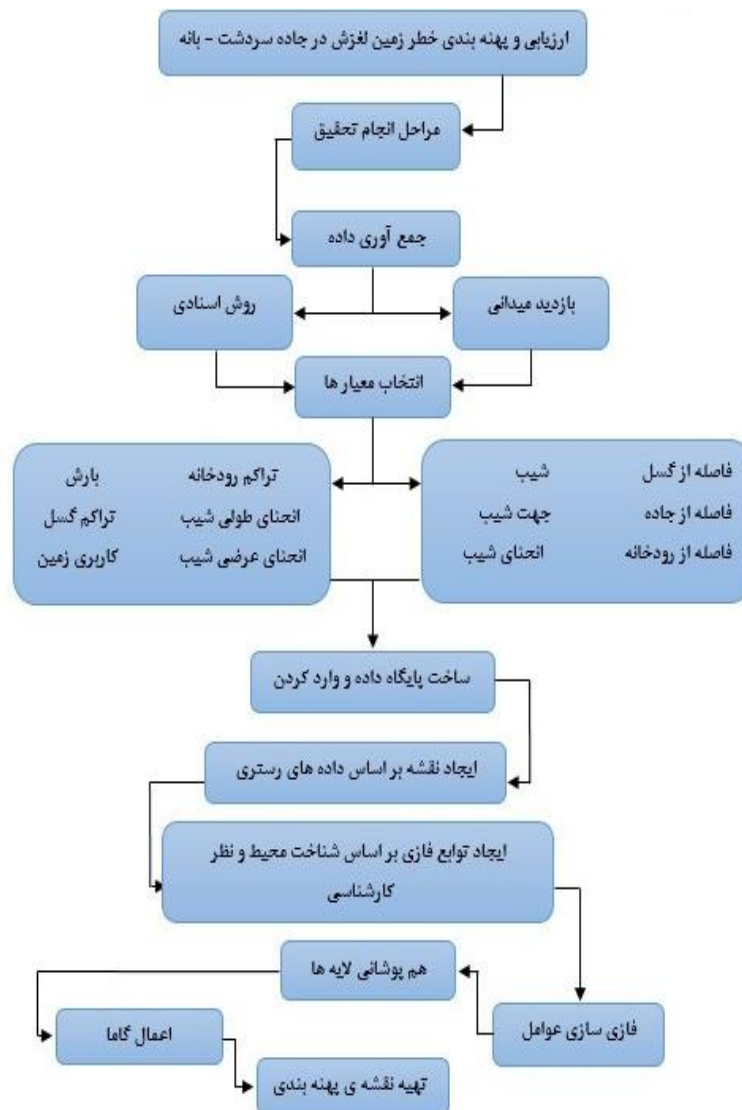 ارزیابی و پهنه بندی خطر زمین لغزش در جاده سردشت - بانه
مراحل انجام تحقیق
جمع آوری داده
بازدید میدانی
روش اسنادی
انتخاب معیار ها
فاصله از گسل شیب
فاصله از جاده جهت شیب
فاصله از رودخانه انحنای شیب
تراکم رودخانه بارش
انحنای طولی شیب تراکم گسل
انحنای عرضی شیب کاربری زمین
ساخت پایگاه داده و وارد کردن
ایجاد نقشه بر اساس داده های رستری
ایجاد توابع فازی بر اساس شناخت محیط و نظر
کارشناسی
فازی سازی عوامل
هم پوشانی لایه ها
اعمال گاما
تهیه نقشه ی پهنه بندی